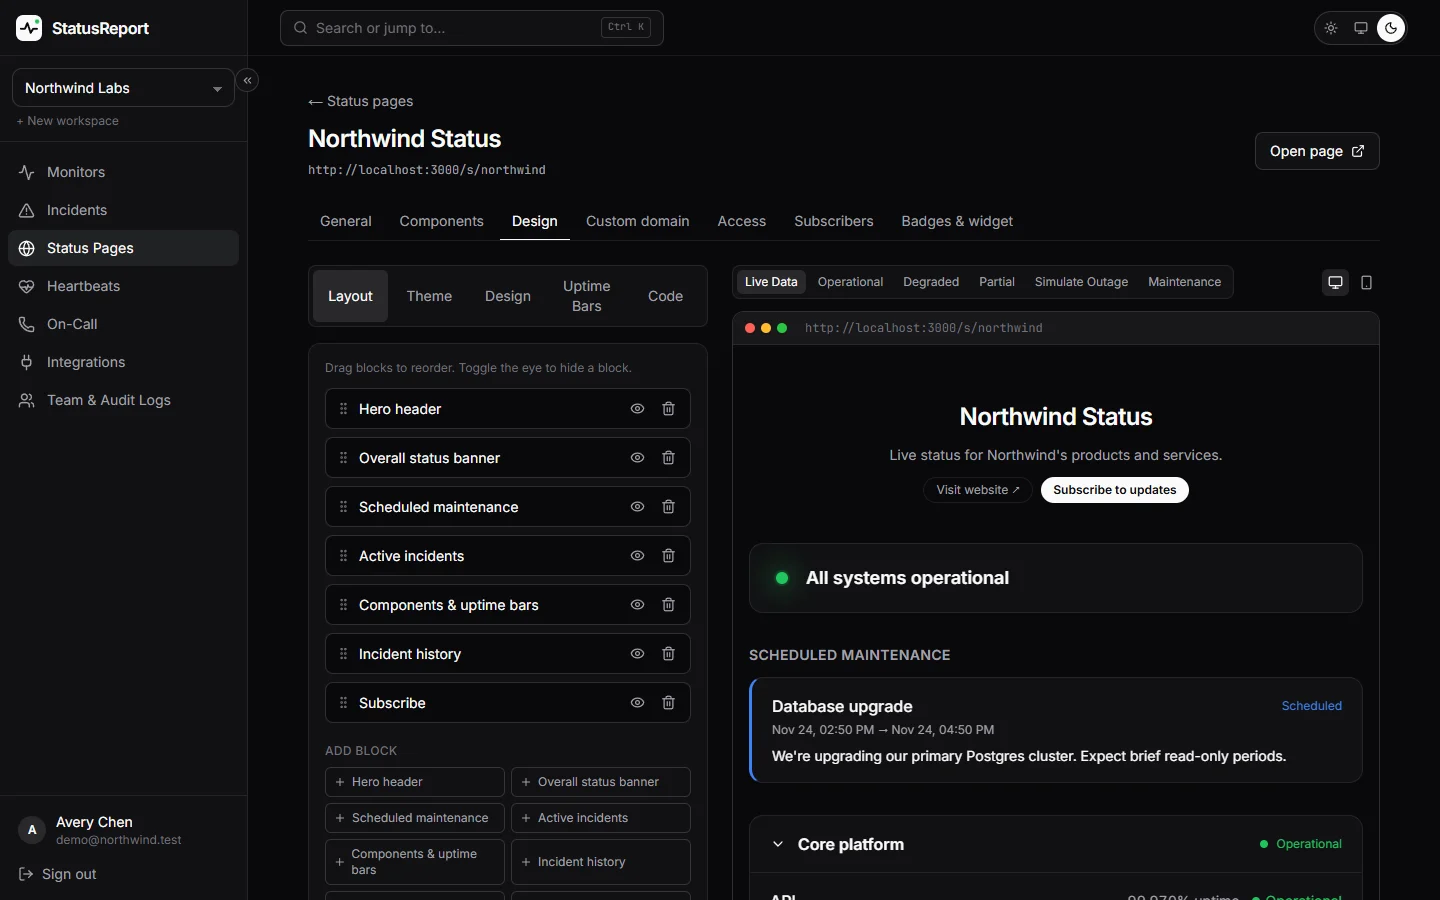 StatusReport
Search or jump to...
Ctrl K
Northwind Labs
+ New workspace
Monitors
Incidents
Status Pages
Heartbeats
On-Call
Integrations
Team & Audit Logs
A
Avery Chen
demo@northwind.test
Sign out
← Status pages
Northwind Status
http://localhost:3000/s/northwind
Open page
General
Components
Design
Custom domain
Access
Subscribers
Badges & widget
Layout
Theme
Design
Uptime
Bars
Code
Drag blocks to reorder. Toggle the eye to hide a block.
Hero header
Overall status banner
Scheduled maintenance
Active incidents
Components & uptime bars
Incident history
Subscribe
ADD BLOCK
+ Hero header
+ Overall status banner
+ Scheduled maintenance
+ Active incidents
+ Components & uptime
bars
+ Incident history
Live Data
Operational
Degraded
Partial
Simulate Outage
Maintenance
http://localhost:3000/s/northwind
Northwind Status
Live status for Northwind's products and services.
Visit website ↗
Subscribe to updates
All systems operational
SCHEDULED MAINTENANCE
Database upgrade
Scheduled
Nov 24, 02:50 PM → Nov 24, 04:50 PM
We're upgrading our primary Postgres cluster. Expect brief read-only periods.
Core platform
Operational
API
uptime
Operational